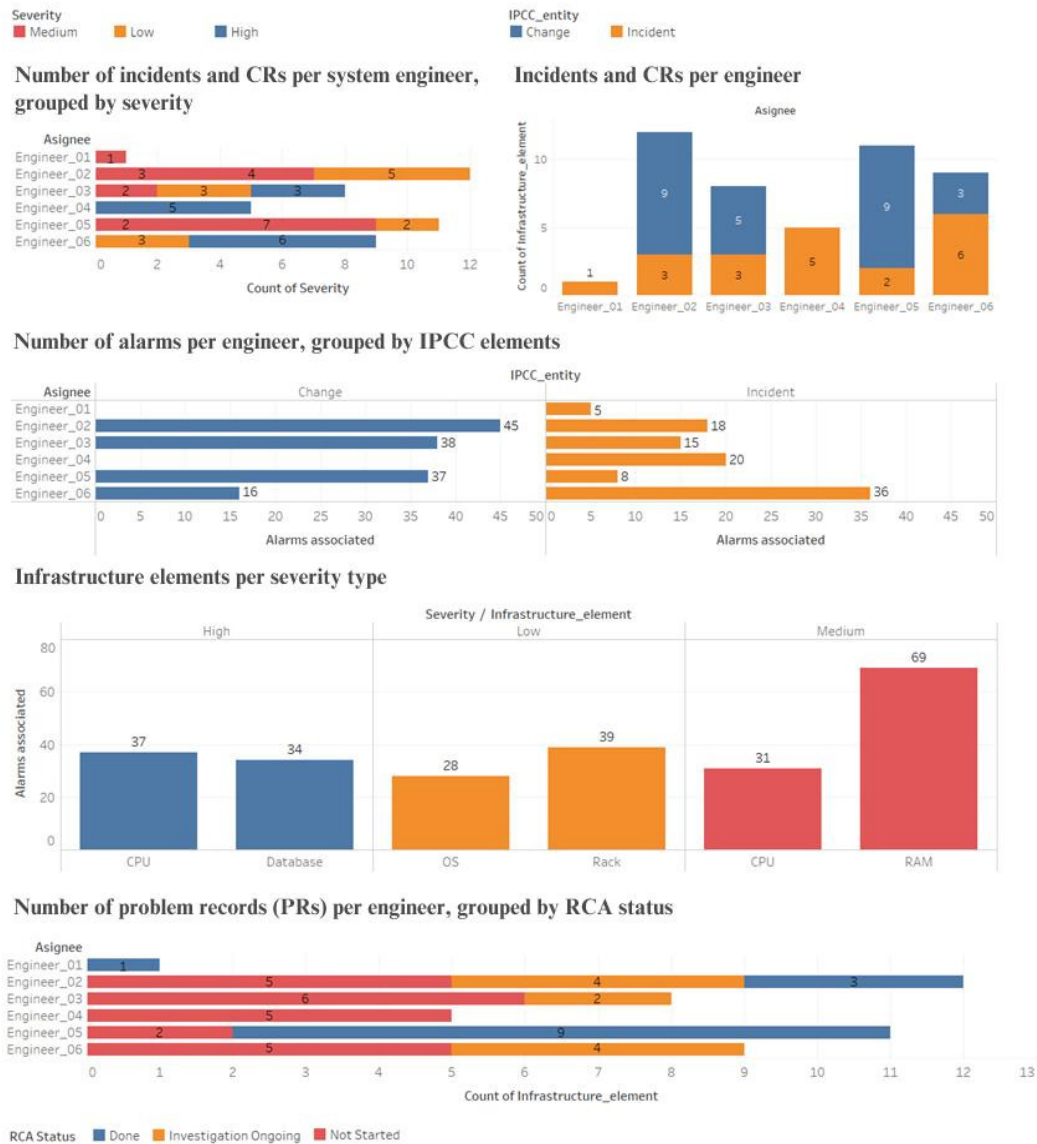 Severity
Medium Low High
IPCC_entity
Change Incident
Number of incidents and CRs per system engineer,
grouped by severity
Asignee
Engineer_01 1
Engineer_02 3 4 5
Engineer_03 2 3 3
Engineer_04 5
Engineer_05 2 7 2
Engineer_06 3 6
0 2 4 6 8 10 12
Count of Severity
Incidents and CRs per engineer
Asignee
Count of Infrastructure_element
10
5
0
1
9
3
5
3
5
9
2
3
6
Engineer_01 Engineer_02 Engineer_03 Engineer_04 Engineer_05 Engineer_06
Number of alarms per engineer, grouped by IPCC elements
IPCC_entity
Asignee Change Incident
Engineer_01 5
Engineer_02 45 18
Engineer_03 38 15
Engineer_04 20
Engineer_05 37 8
Engineer_06 16 36
0 5 10 15 20 25 30 35 40 45 50 0 5 10 15 20 25 30 35 40 45 50
Alarms associated Alarms associated
Infrastructure elements per severity type
Severity / Infrastructure_element
High Low Medium
Alarms associated
80
60
40
20
0
37 34 28 39 31 69
CPU Database OS Rack CPU RAM
Number of problem records (PRs) per engineer, grouped by RCA status
Asignee
Engineer_01 1
Engineer_02 5 4 3
Engineer_03 6 2
Engineer_04 5
Engineer_05 2 9
Engineer_06 5 4
0 1 2 3 4 5 6 7 8 9 10 11 12 13
Count of Infrastructure_element
RCA Status Done Investigation Ongoing Not Started